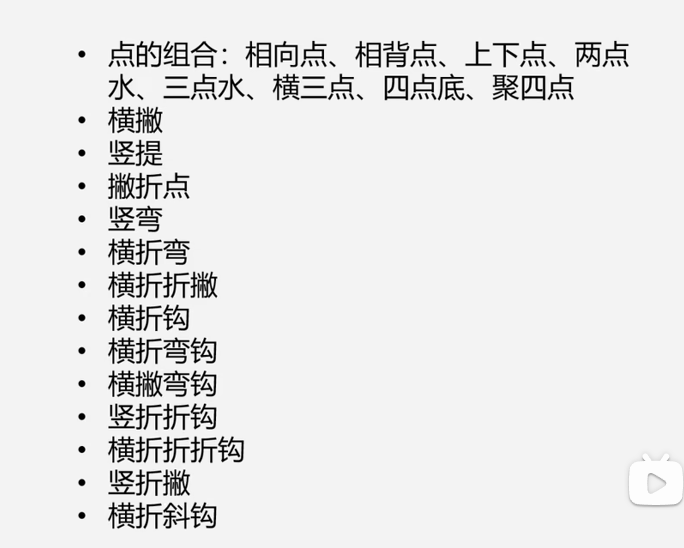 • 点的组合：相向点、相背点、上下点、两点
水、三点水、横三点、四点底、聚四点
• 横撇
• 竖提
• 撇折点
• 竖弯
• 横折弯
• 横折折撇
• 横折钩
• 横折弯钩
• 横撇弯钩
• 竖折折钩
• 横折折折钩
• 竖折撇
• 横折斜钩